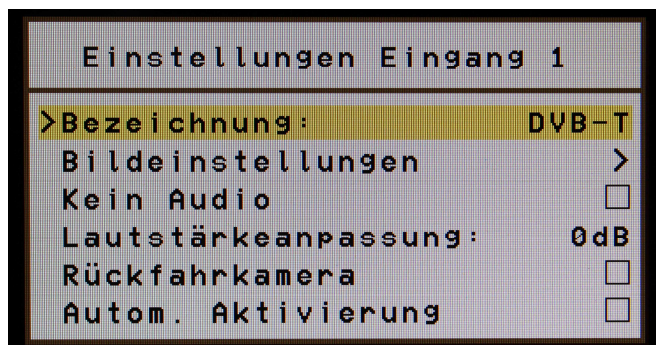 Einstellungen Eingang 1
>Bezeichnung: DVB-T
Bildeinstellungen >
Kein Audio
Lautstärkeanpassung: 0dB
Rückfahrkamera
Autom. Aktivierung